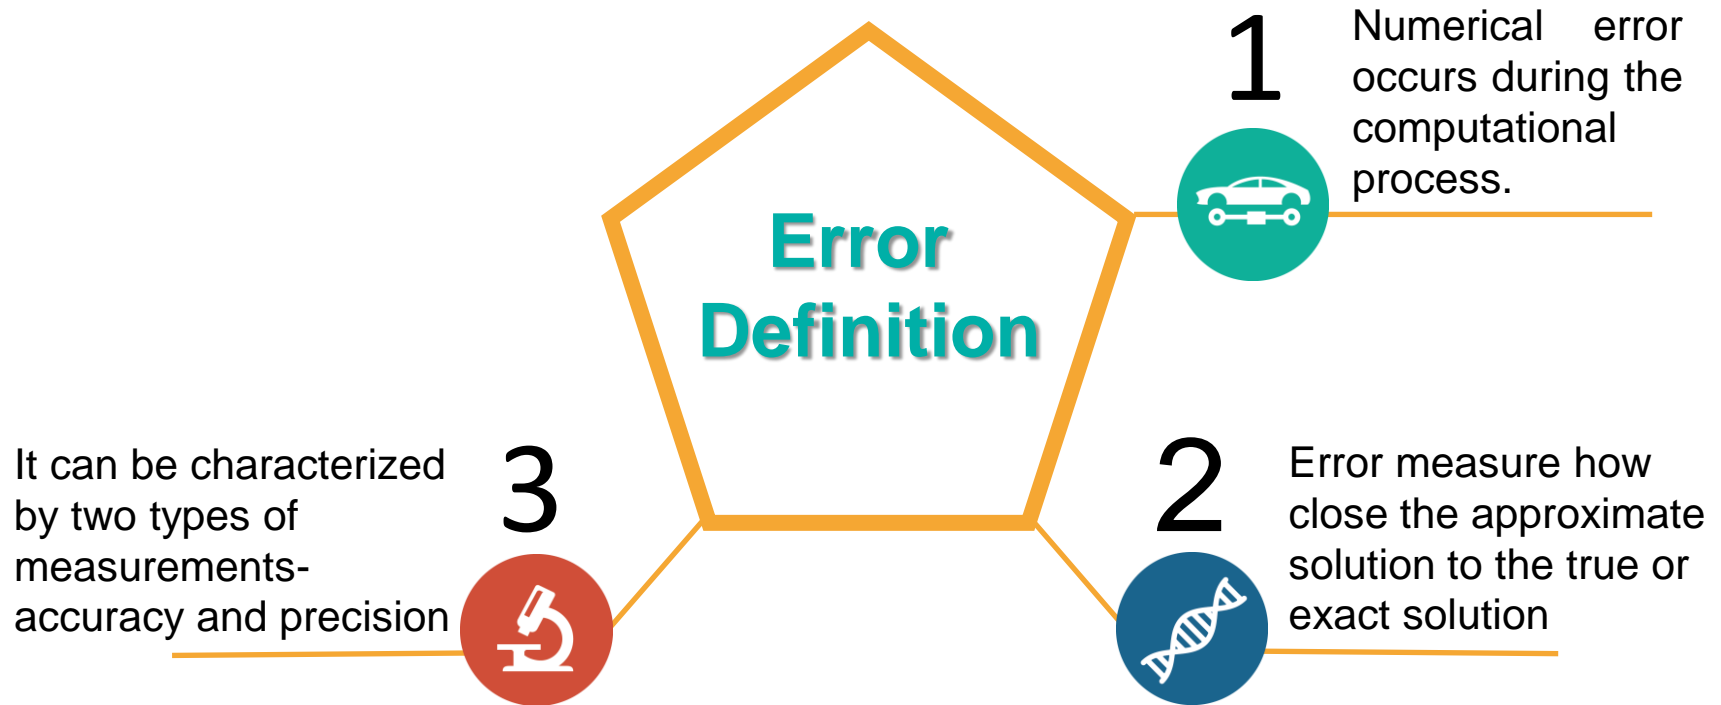 Error
Definition
1
Numerical error
occurs during the
computational
process.
2
Error measure how
close the approximate
solution to the true or
exact solution
3
It can be characterized
by two types of
measurements-
accuracy and precision